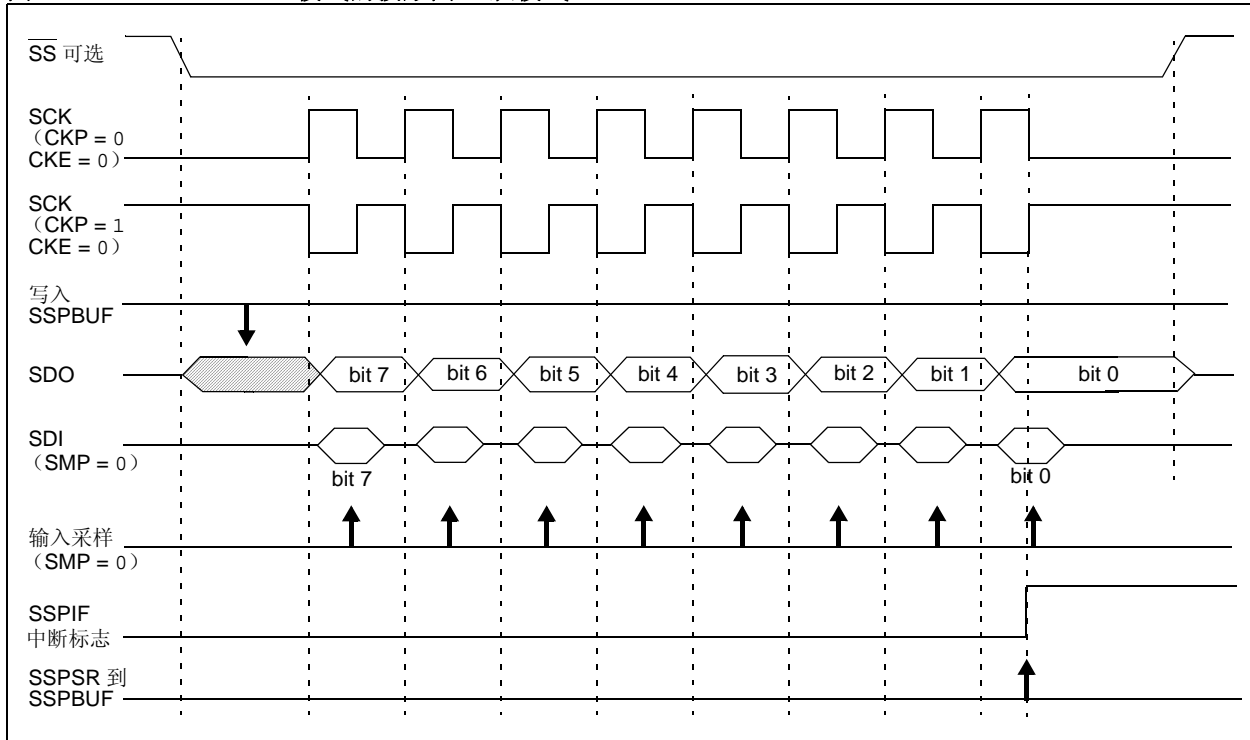 SS 可选
SCK
（CKP = 0
CKE = 0）
SCK
（CKP = 1
CKE = 0）
写入
SSPBUF
SDO
bit 7
bit 6
bit 5
bit 4
bit 3
bit 2
bit 1
bit 0
SDI
（SMP = 0）
bit 7
bit 0
输入采样
（SMP = 0）
SSPIF
中断标志
SSPSR 到
SSPBUF